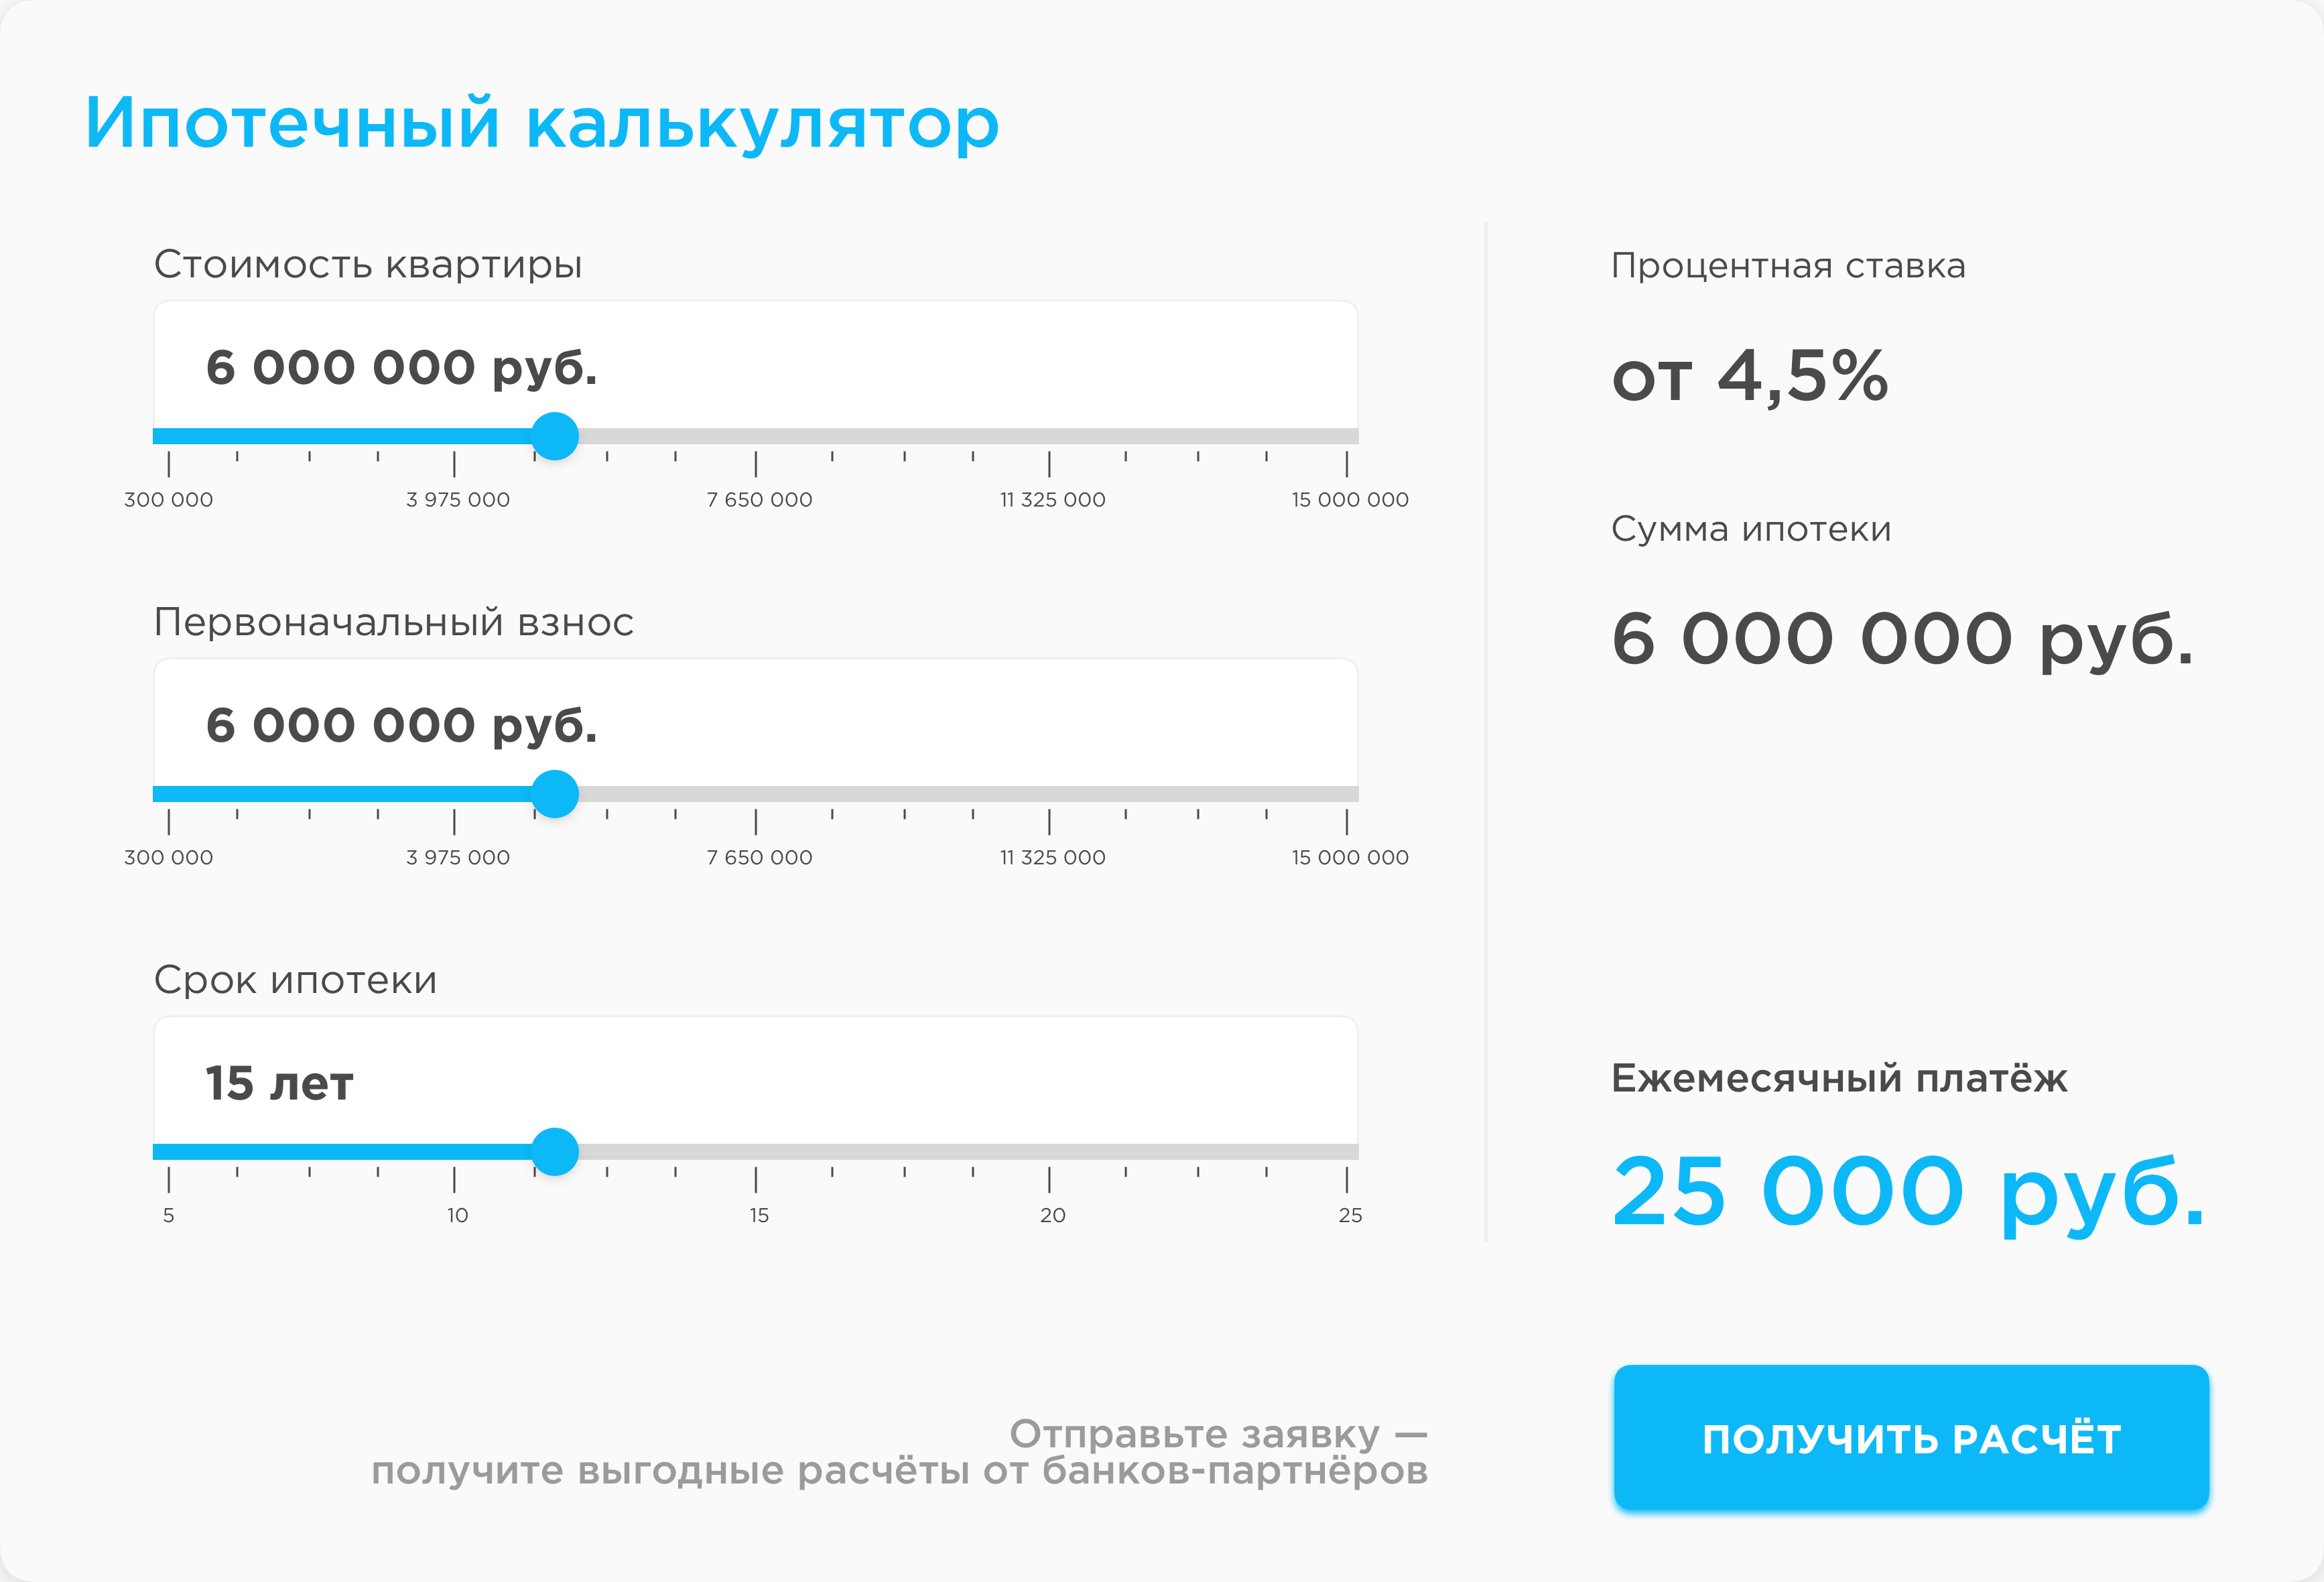 Ипотечный калькулятор
Стоимость квартиры
6 000 000 руб.
300 000 3 975 000 7 650 000 11 325 000 15 000 000
Первоначальный взнос
6 000 000 руб.
300 000 3 975 000 7 650 000 11 325 000 15 000 000
Срок ипотеки
15 лет
5 10 15 20 25
Процентная ставка
от 4,5%
Сумма ипотеки
6 000 000 руб.
Ежемесячный платёж
25 000 руб.
Отправьте заявку —
получите выгодные расчёты от банков-партнёров
ПОЛУЧИТЬ РАСЧЁТ